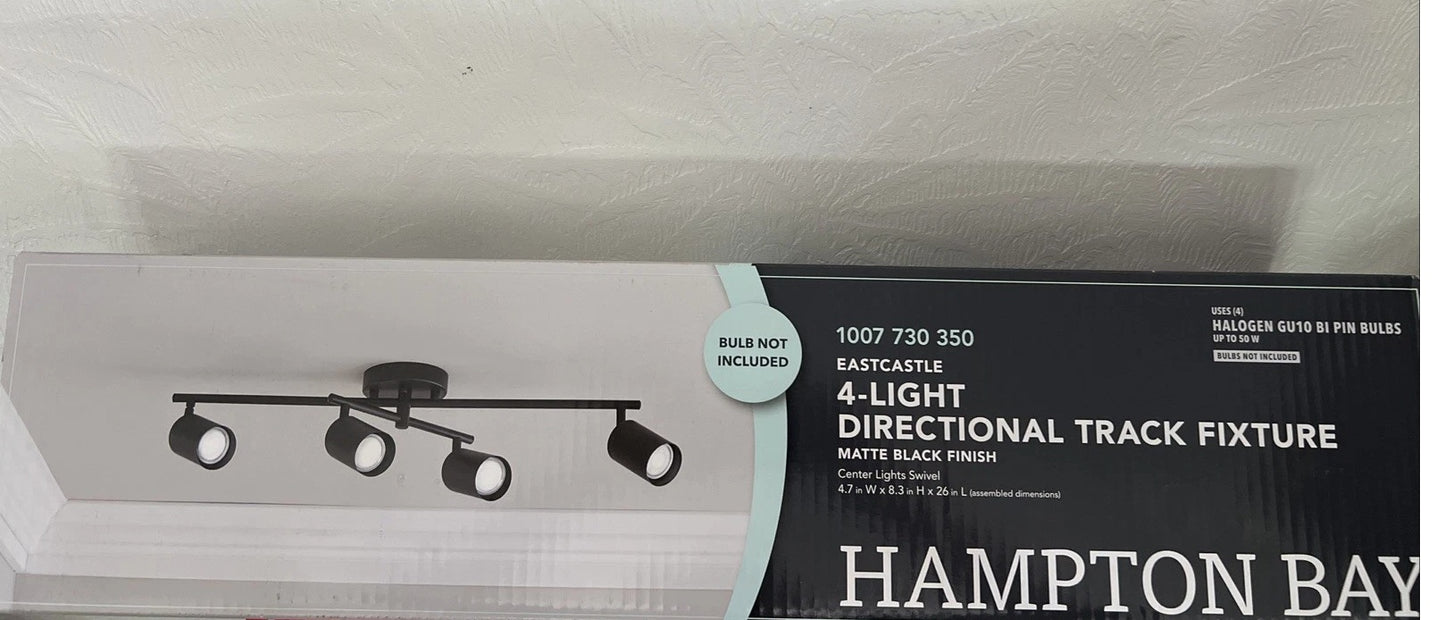 BULB NOT
INCLUDED
1007 730 350
EASTCASTLE
4-LIGHT
DIRECTIONAL TRACK FIXTURE
MATTE BLACK FINISH
Center Lights Swivel
4.7 in W x 8.3 in H x 26 in L (assembled dimensions)
USES (4)
HALOGEN GU10 BI PIN BULBS
UP TO 50 W
BULBS NOT INCLUDED
HAMPTON BAY